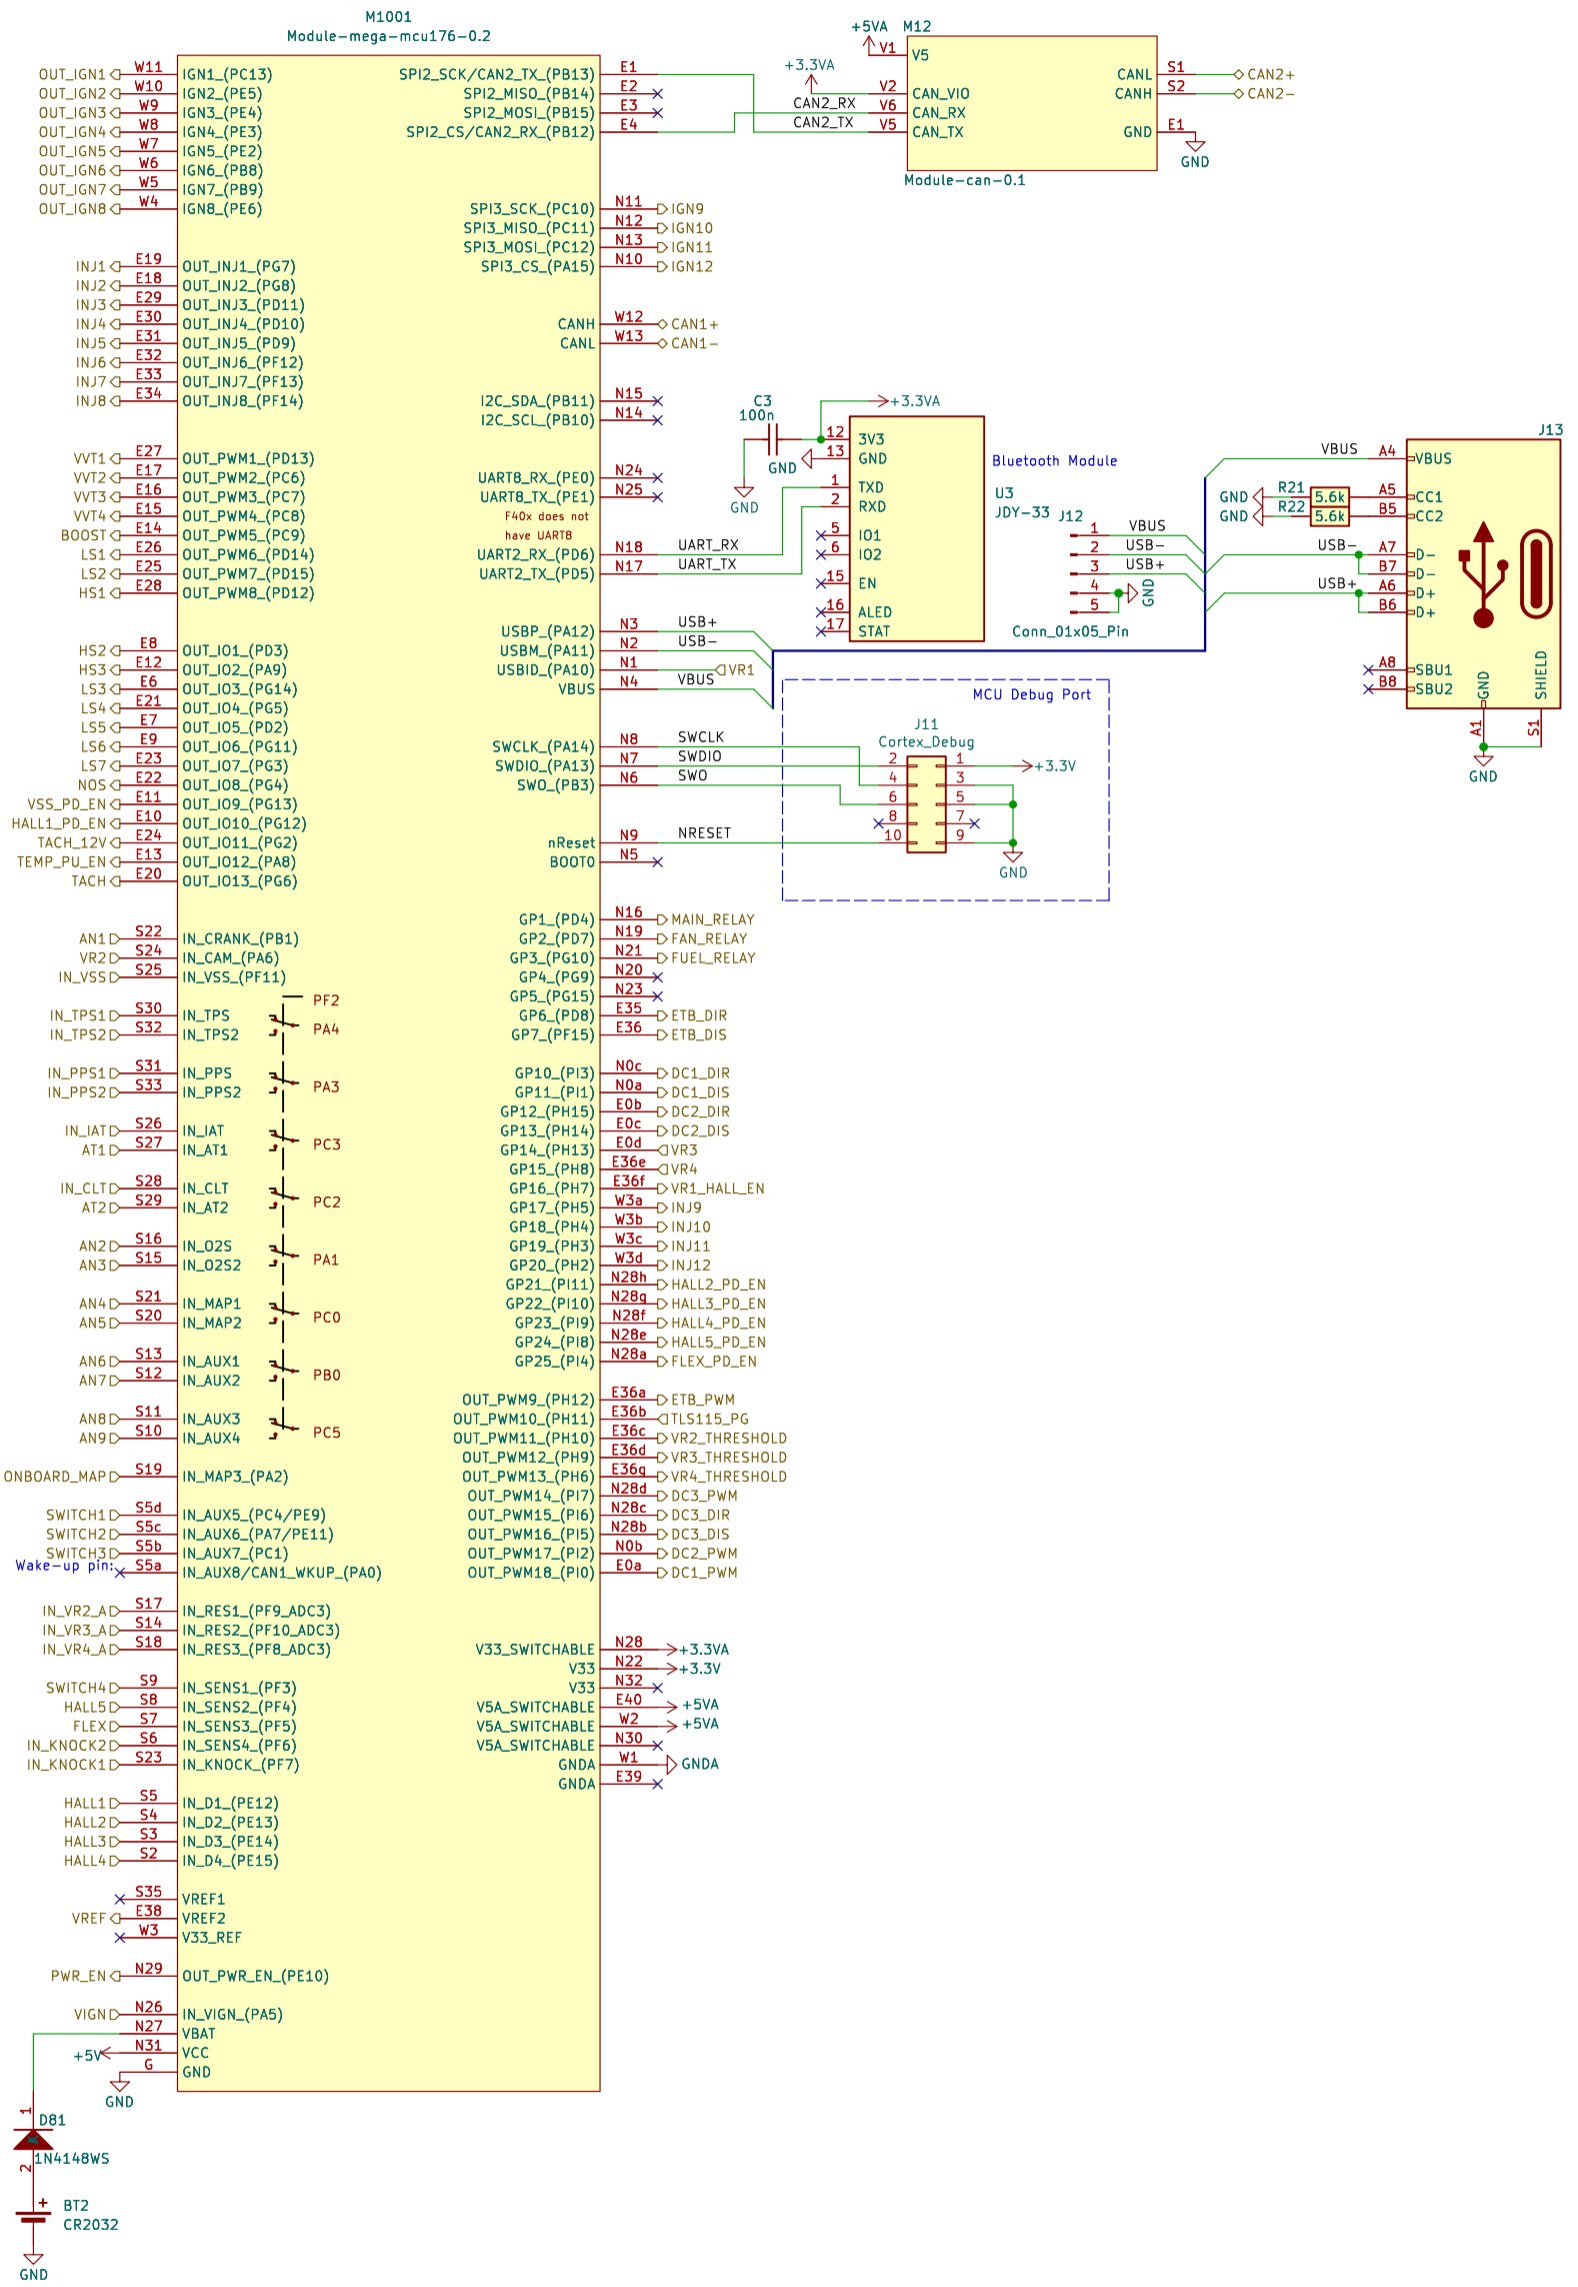 M1001
Module-mega-mcu176-0.2
OUT_IGN1 W11 IGN1_(PC13)
OUT_IGN2 W10 IGN2_(PE5)
OUT_IGN3 W9 IGN3_(PE4)
OUT_IGN4 W8 IGN4_(PE3)
OUT_IGN5 W7 IGN5_(PE2)
OUT_IGN6 W6 IGN6_(PB8)
OUT_IGN7 W5 IGN7_(PB9)
OUT_IGN8 W4 IGN8_(PE6)
INJ1 E19 OUT_INJ1_(PG7)
INJ2 E18 OUT_INJ2_(PG8)
INJ3 E29 OUT_INJ3_(PD11)
INJ4 E30 OUT_INJ4_(PD10)
INJ5 E31 OUT_INJ5_(PD9)
INJ6 E32 OUT_INJ6_(PF12)
INJ7 E33 OUT_INJ7_(PF13)
INJ8 E34 OUT_INJ8_(PF14)
VVT1 E27 OUT_PWM1_(PD13)
VVT2 E17 OUT_PWM2_(PC6)
VVT3 E16 OUT_PWM3_(PC7)
VVT4 E15 OUT_PWM4_(PC8)
BOOST E14 OUT_PWM5_(PC9)
LS1 E26 OUT_PWM6_(PD14)
LS2 E25 OUT_PWM7_(PD15)
HS1 E28 OUT_PWM8_(PD12)
HS2 E8 OUT_IO1_(PD3)
HS3 E12 OUT_IO2_(PA9)
LS3 E6 OUT_IO3_(PG14)
LS4 E21 OUT_IO4_(PG5)
LS5 E7 OUT_IO5_(PD2)
LS6 E9 OUT_IO6_(PG11)
LS7 E23 OUT_IO7_(PG3)
NOS E22 OUT_IO8_(PG4)
VSS_PD_EN E11 OUT_IO9_(PG13)
HALL1_PD_EN E10 OUT_IO10_(PG12)
TACH_12V E24 OUT_IO11_(PG2)
TEMP_PU_EN E13 OUT_IO12_(PA8)
TACH E20 OUT_IO13_(PG6)
AN1 S22 IN_CRANK_(PB1)
VR2 S24 IN_CAM_(PA6)
IN_VSS S25 IN_VSS_(PF11)
PF2
IN_TPS1 S30 IN_TPS
PA4
IN_TPS2 S32 IN_TPS2
IN_PPS1 S31 IN_PPS
PA3
IN_PPS2 S33 IN_PPS2
IN_IAT S26 IN_IAT
PC3
AT1 S27 IN_AT1
IN_CLT S28 IN_CLT
PC2
AT2 S29 IN_AT2
AN2 S16 IN_O2S
PA1
AN3 S15 IN_O2S2
AN4 S21 IN_MAP1
PC0
AN5 S20 IN_MAP2
AN6 S13 IN_AUX1
PB0
AN7 S12 IN_AUX2
AN8 S11 IN_AUX3
PC5
AN9 S10 IN_AUX4
ONBOARD_MAP S19 IN_MAP3_(PA2)
SWITCH1 S5d IN_AUX5_(PC4/PE9)
SWITCH2 S5c IN_AUX6_(PA7/PE11)
SWITCH3 S5b IN_AUX7_(PC1)
Wake-up pin: S5a IN_AUX8/CAN1_WKUP_(PA0)
IN_VR2_A S17 IN_RES1_(PF9_ADC3)
IN_VR3_A S14 IN_RES2_(PF10_ADC3)
IN_VR4_A S18 IN_RES3_(PF8_ADC3)
SWITCH4 S9 IN_SENS1_(PF3)
HALL5 S8 IN_SENS2_(PF4)
FLEX S7 IN_SENS3_(PF5)
IN_KNOCK2 S6 IN_SENS4_(PF6)
IN_KNOCK1 S23 IN_KNOCK_(PF7)
HALL1 S5 IN_D1_(PE12)
HALL2 S4 IN_D2_(PE13)
HALL3 S3 IN_D3_(PE14)
HALL4 S2 IN_D4_(PE15)
S35 VREF1
VREF E38 VREF2
W3 V33_REF
PWR_EN N29 OUT_PWR_EN_(PE10)
VIGN N26 IN_VIGN_(PA5)
N27 VBAT
+5V N31 VCC
G GND
GND
1
D81
K
1N4148WS
2
+
BT2
CR2032
GND
SPI2_SCK/CAN2_TX_(PB13) E1
SPI2_MISO_(PB14) E2
SPI2_MOSI_(PB15) E3
SPI2_CS/CAN2_RX_(PB12) E4
SPI3_SCK_(PC10) N11 IGN9
SPI3_MISO_(PC11) N12 IGN10
SPI3_MOSI_(PC12) N13 IGN11
SPI3_CS_(PA15) N10 IGN12
CANH W12 CAN1+
CANL W13 CAN1-
I2C_SDA_(PB11) N15
I2C_SCL_(PB10) N14
UART8_RX_(PE0) N24
UART8_TX_(PE1) N25
F40x does not
have UART8
UART2_RX_(PD6) N18 UART_RX
UART2_TX_(PD5) N17 UART_TX
USBP_(PA12) N3 USB+
USBM_(PA11) N2 USB-
USBID_(PA10) N1 VR1
VBUS N4 VBUS
SWCLK_(PA14) N8 SWCLK
SWDIO_(PA13) N7 SWDIO
SWO_(PB3) N6 SWO
nReset N9 NRESET
BOOT0 N5
GP1_(PD4) N16 MAIN_RELAY
GP2_(PD7) N19 FAN_RELAY
GP3_(PG10) N21 FUEL_RELAY
GP4_(PG9) N20
GP5_(PG15) N23
GP6_(PD8) E35 ETB_DIR
GP7_(PF15) E36 ETB_DIS
GP10_(PI3) N0c DC1_DIR
GP11_(PI1) N0a DC1_DIS
GP12_(PH15) E0b DC2_DIR
GP13_(PH14) E0c DC2_DIS
GP14_(PH13) E0d VR3
GP15_(PH8) E36e VR4
GP16_(PH7) E36f VR1_HALL_EN
GP17_(PH5) W3a INJ9
GP18_(PH4) W3b INJ10
GP19_(PH3) W3c INJ11
GP20_(PH2) W3d INJ12
GP21_(PI11) N28h HALL2_PD_EN
GP22_(PI10) N28g HALL3_PD_EN
GP23_(PI9) N28f HALL4_PD_EN
GP24_(PI8) N28e HALL5_PD_EN
GP25_(PI4) N28a FLEX_PD_EN
OUT_PWM9_(PH12) E36a ETB_PWM
OUT_PWM10_(PH11) E36b TLS115_PG
OUT_PWM11_(PH10) E36c VR2_THRESHOLD
OUT_PWM12_(PH9) E36d VR3_THRESHOLD
OUT_PWM13_(PH6) E36g VR4_THRESHOLD
OUT_PWM14_(PI7) N28d DC3_PWM
OUT_PWM15_(PI6) N28c DC3_DIR
OUT_PWM16_(PI5) N28b DC3_DIS
OUT_PWM17_(PI2) N0b DC2_PWM
OUT_PWM18_(PI0) E0a DC1_PWM
V33_SWITCHABLE N28 +3.3VA
V33 N22 +3.3V
V33 N32
V5A_SWITCHABLE E40 +5VA
V5A_SWITCHABLE W2 +5VA
V5A_SWITCHABLE N30
GNDA W1 GNDA
GNDA E39
+5VA M12
V1 V5
+3.3VA
V2 CAN_VIO
CAN2_RX V6 CAN_RX
CAN2_TX V5 CAN_TX
CANL S1 CAN2+
CANH S2 CAN2-
GND E1
GND
Module-can-0.1
C3
100n
GND
+3.3VA
12 3V3
GND 13 GND
1 TXD
2 RXD
5 IO1
6 IO2
15 EN
16 ALED
17 STAT
Bluetooth Module
U3
JDY-33
J12
1 VBUS
2 USB-
3 USB+
4 GND
5
Conn_01x05_Pin
MCU Debug Port
J11
Cortex_Debug
2 1 +3.3V
4 3
6 5
8 7
10 9
GND
J13
VBUS A4 VBUS
GND R21 5.6k A5 CC1
GND R22 5.6k B5 CC2
USB- A7 D-
B7 D-
USB+ A6 D+
B6 D+
A8 SBU1
B8 SBU2
GND SHIELD
A1 S1
GND